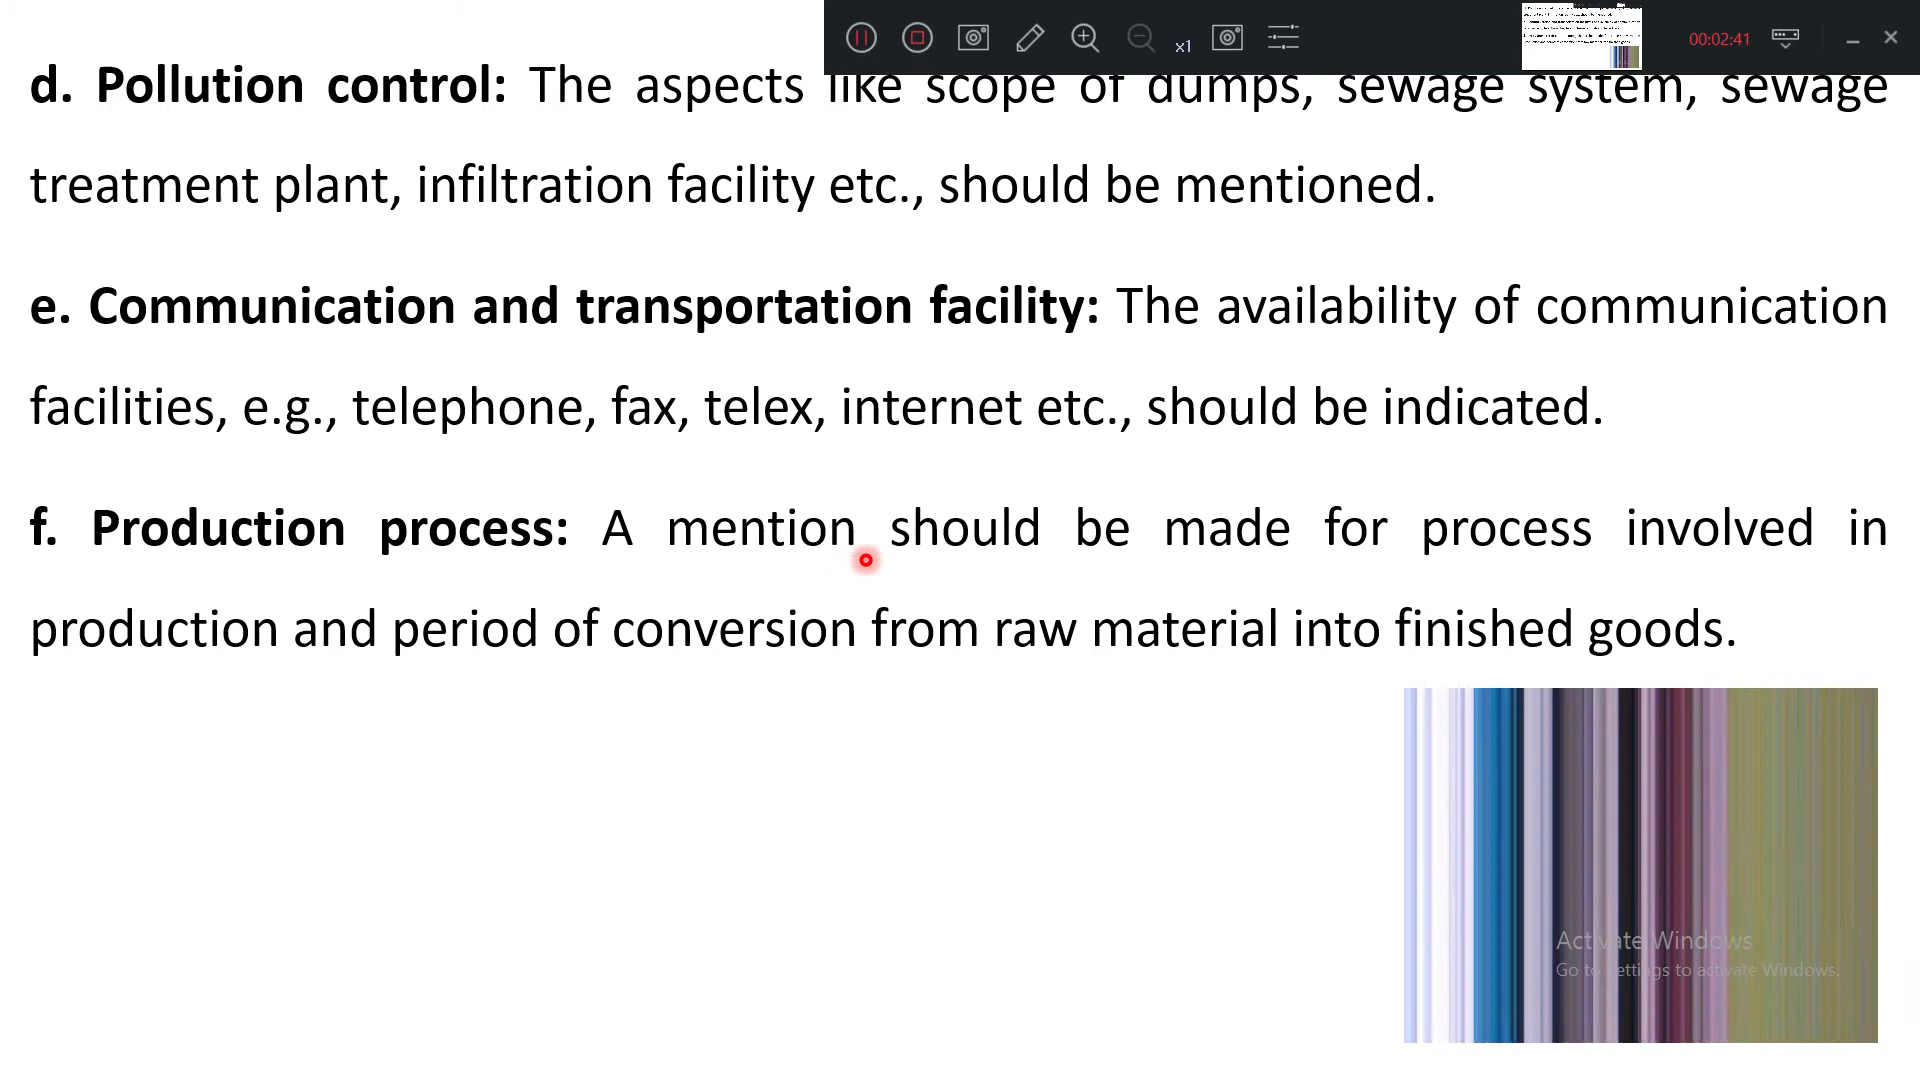 x1
00:02:41
d. Pollution control: The aspects like scope of dumps, sewage system, sewage
treatment plant, infiltration facility etc., should be mentioned.
e. Communication and transportation facility: The availability of communication
facilities, e.g., telephone, fax, telex, internet etc., should be indicated.
f. Production process: A mention should be made for process involved in
production and period of conversion from raw material into finished goods.
Activate Windows
Go to Settings to activate Windows.